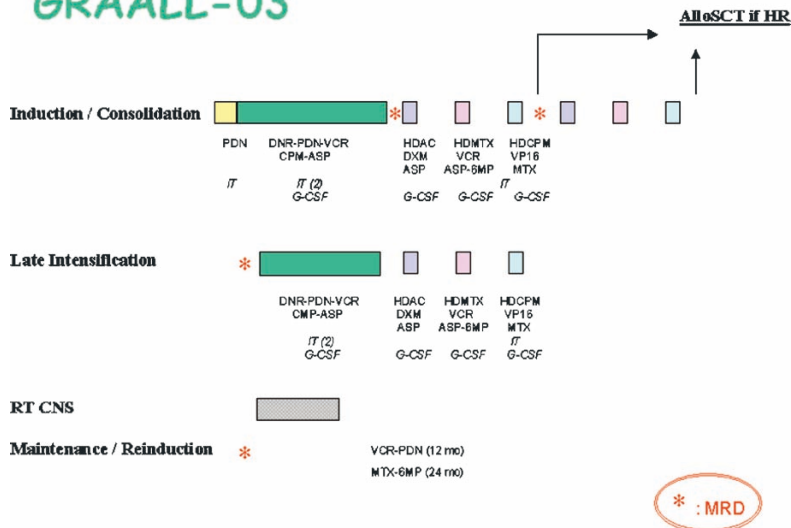 GRAALL-03
AlloSCT if HR
Induction / Consolidation
*
*
PDN DNR-PDN-VCR HDAC HDMTX HDCPM
CPM-ASP DXM VCR VP16
ASP ASP-6MP MTX
IT IT (2) IT
G-CSF G-CSF G-CSF G-CSF
Late Intensification
*
DNR-PDN-VCR HDAC HDMTX HDCPM
CMP-ASP DXM VCR VP16
ASP ASP-6MP MTX
IT (2) IT
G-CSF G-CSF G-CSF G-CSF
RT CNS
Maintenance / Reinduction * VCR-PDN (12 mo)
MTX-6MP (24 mo)
* : MRD